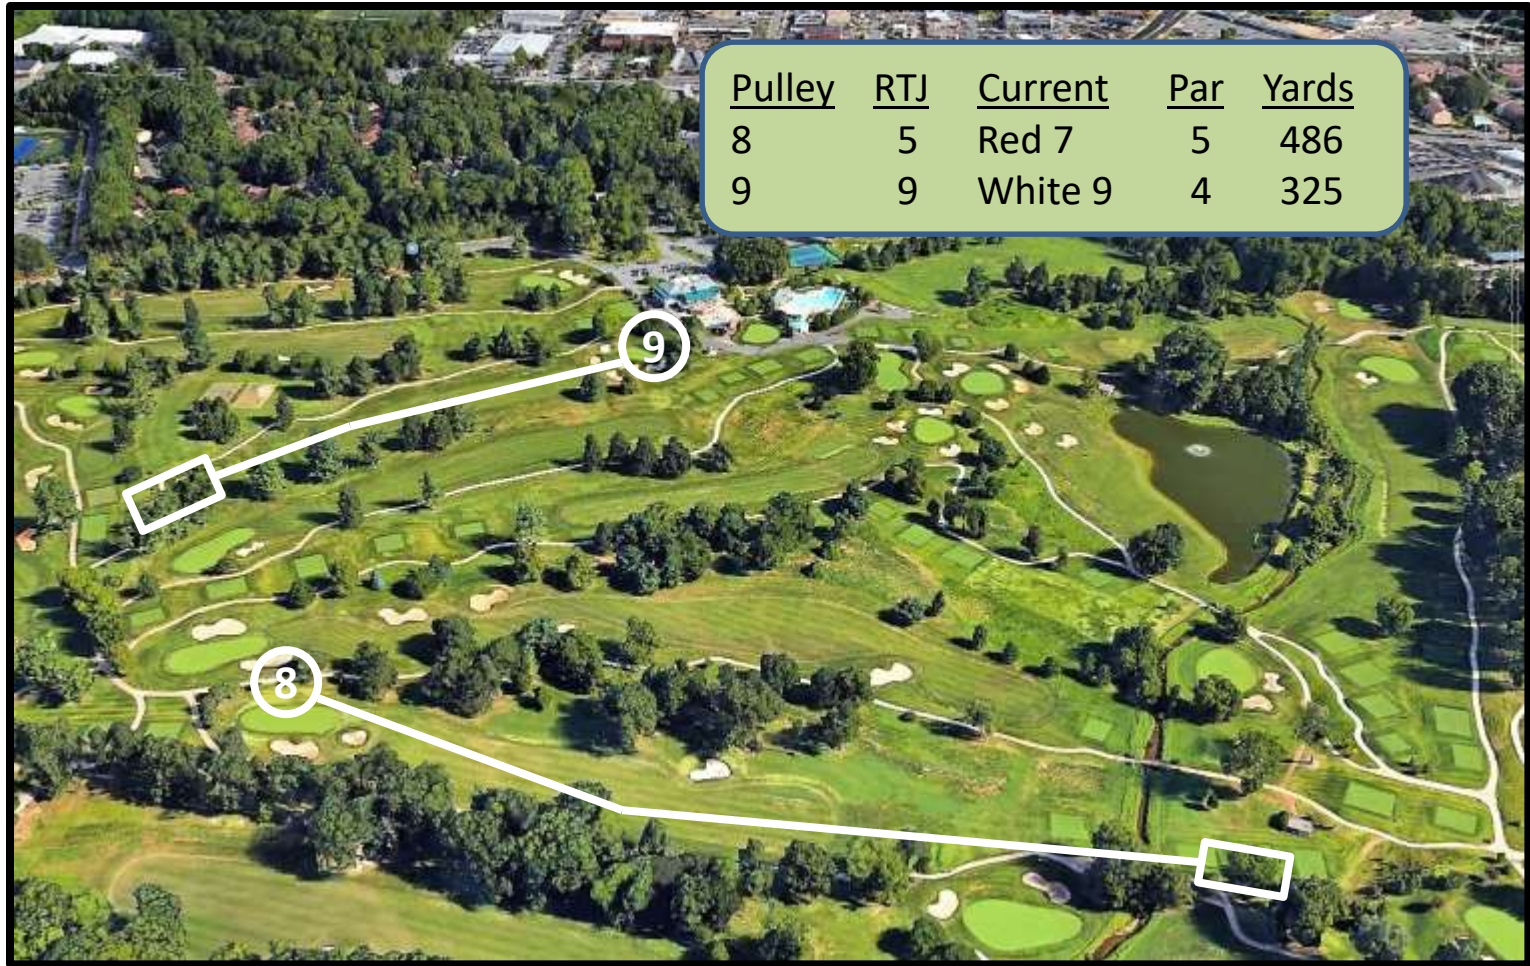 Pulley RTJ Current Par Yards
8 5 Red 7 5 486
9 9 White 9 4 325
9
8